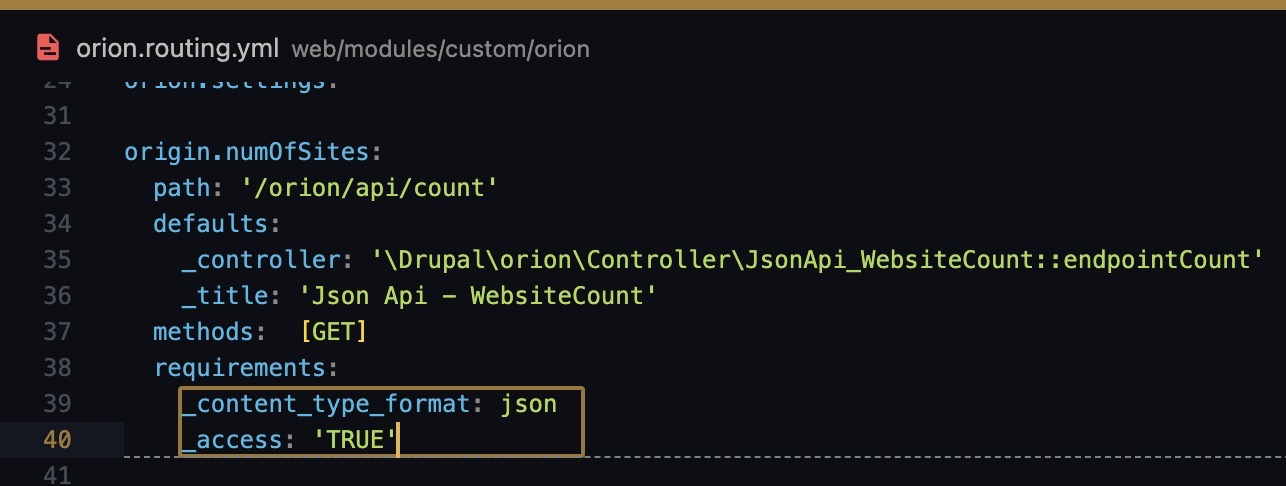 orion.routing.yml web/modules/custom/orion
24 orion.settings:
31
32 origin.numOfSites:
33 path: '/orion/api/count'
34 defaults:
35 _controller: '\Drupal\orion\Controller\JsonApi_WebsiteCount::endpointCount'
36 _title: 'Json Api - WebsiteCount'
37 methods:  [GET]
38 requirements:
39 _content_type_format: json
40 _access: 'TRUE'
41